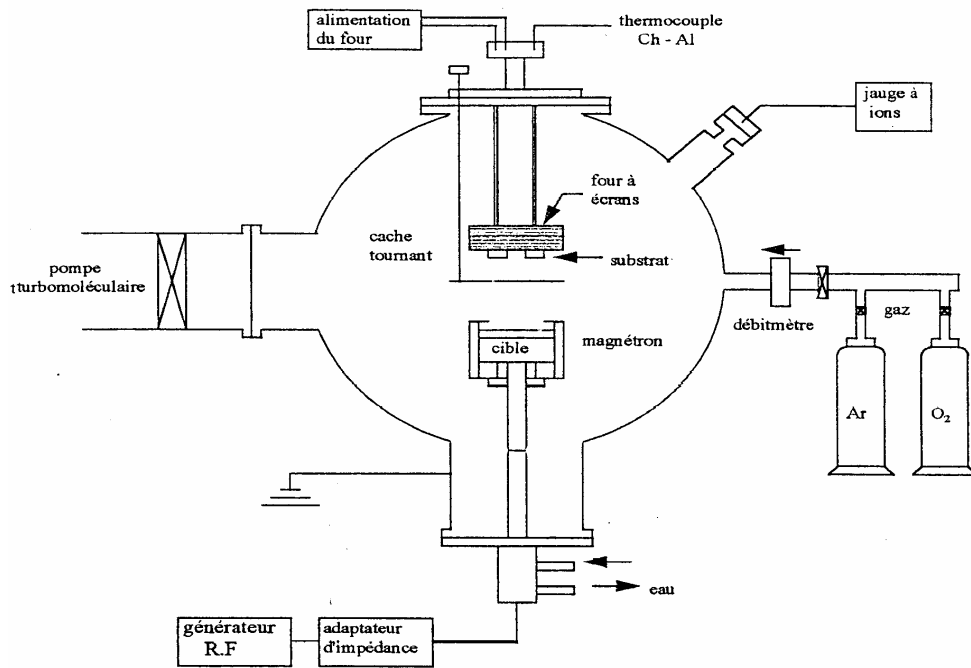 alimentation
du four
thermocouple
Ch - Al
jauge à
ions
four à
écrans
cache
tournant
substrat
pompe
turbomoléculaire
débitmètre
gaz
magnétron
cible
Ar
O₂
eau
générateur
R.F
adaptateur
d'impédance